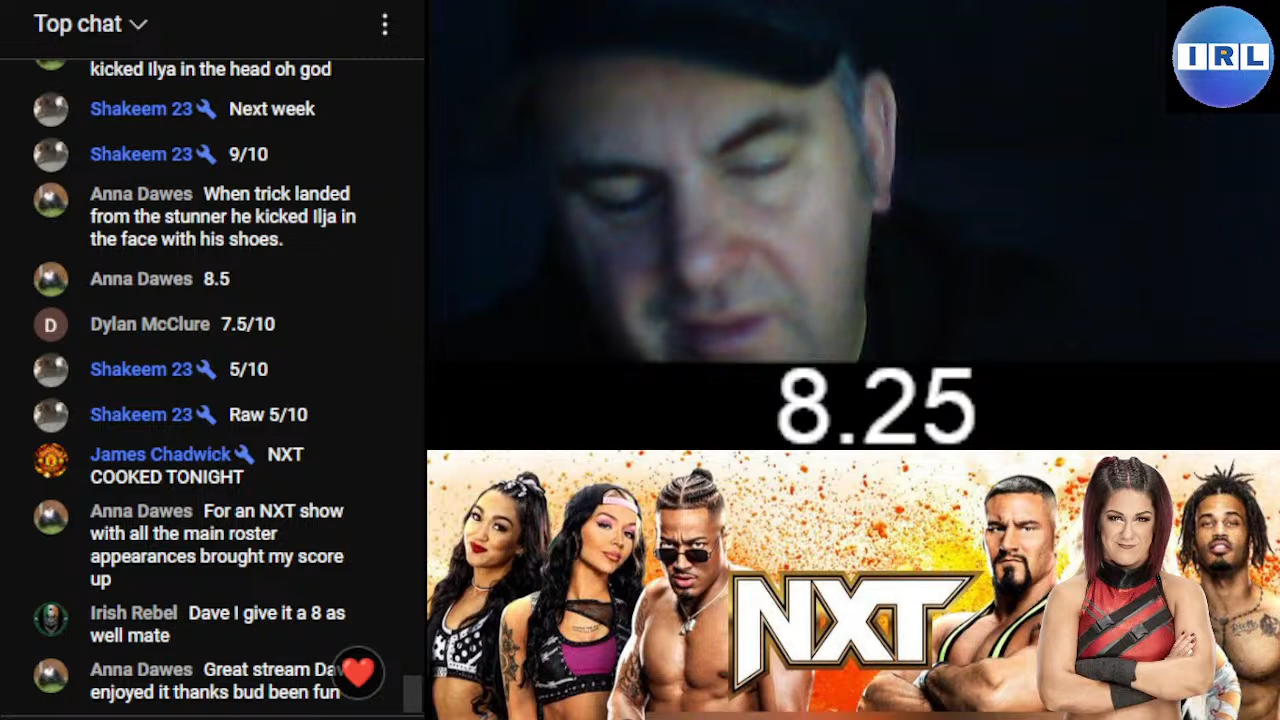 Top chat
kicked Ilya in the head oh god
Shakeem 23 Next week
Shakeem 23 9/10
Anna Dawes When trick landed
from the stunner he kicked Ilja in
the face with his shoes.
Anna Dawes 8.5
D Dylan McClure 7.5/10
Shakeem 23 5/10
Shakeem 23 Raw 5/10
James Chadwick NXT
COOKED TONIGHT
Anna Dawes For an NXT show
with all the main roster
appearances brought my score
up
Irish Rebel Dave I give it a 8 as
well mate
Anna Dawes Great stream Da
enjoyed it thanks bud been fun
IRL
8.25
NXT